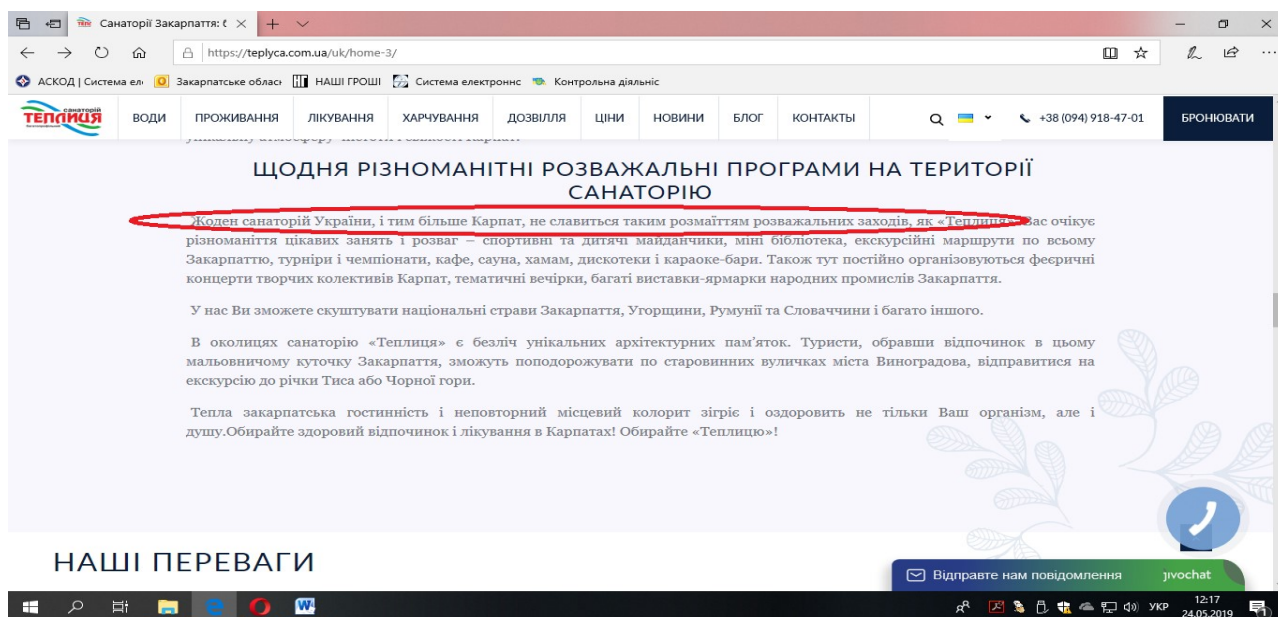 Санаторії Закарпаття: б
https://teplyca.com.ua/uk/home-3/
АСКОД | Система ел Закарпатське облас НАШІ ГРОШІ Система електронн Контрольна діяльніс
санаторій
ТЕПЛИЦЯ
ВОДИ ПРОЖИВАННЯ ЛІКУВАННЯ ХАРЧУВАННЯ ДОЗВІЛЛЯ ЦІНИ НОВИНИ БЛОГ КОНТАКТЫ +38 (094) 918-47-01 БРОНЮВАТИ
ЩОДНЯ РІЗНОМАНІТНІ РОЗВАЖАЛЬНІ ПРОГРАМИ НА ТЕРИТОРІЇ
САНАТОРІЮ
Жоден санаторій України, і тим більше Карпат, не славиться таким розмаїттям розважальних заходів, як «Теплиця». Вас очікує
різноманіття цікавих занять і розваг – спортивні та дитячі майданчики, міні бібліотека, екскурсійні маршрути по всьому
Закарпаттю, турніри і чемпіонати, кафе, сауна, хамам, дискотеки і караоке-бари. Також тут постійно організовуються феєричні
концерти творчих колективів Карпат, тематичні вечірки, багаті виставки-ярмарки народних промислів Закарпаття.
У нас Ви зможете скуштувати національні страви Закарпаття, Угорщини, Румунії та Словаччини і багато іншого.
В околицях санаторію «Теплиця» є безліч унікальних архітектурних пам'яток. Туристи, обравши відпочинок в цьому
мальовничому куточку Закарпаття, зможуть поподорожувати по старовинних вуличках міста Виноградова, відправитися на
екскурсію до річки Тиса або Чорної гори.
Тепла закарпатська гостинність і неповторний місцевий колорит зігріє і оздоровить не тільки Ваш організм, але і
душу.Обирайте здоровий відпочинок і лікування в Карпатах! Обирайте «Теплицю»!
НАШІ ПЕРЕВАГИ
Відправте нам повідомлення jivochat
УКР 12:17
24.05.2019